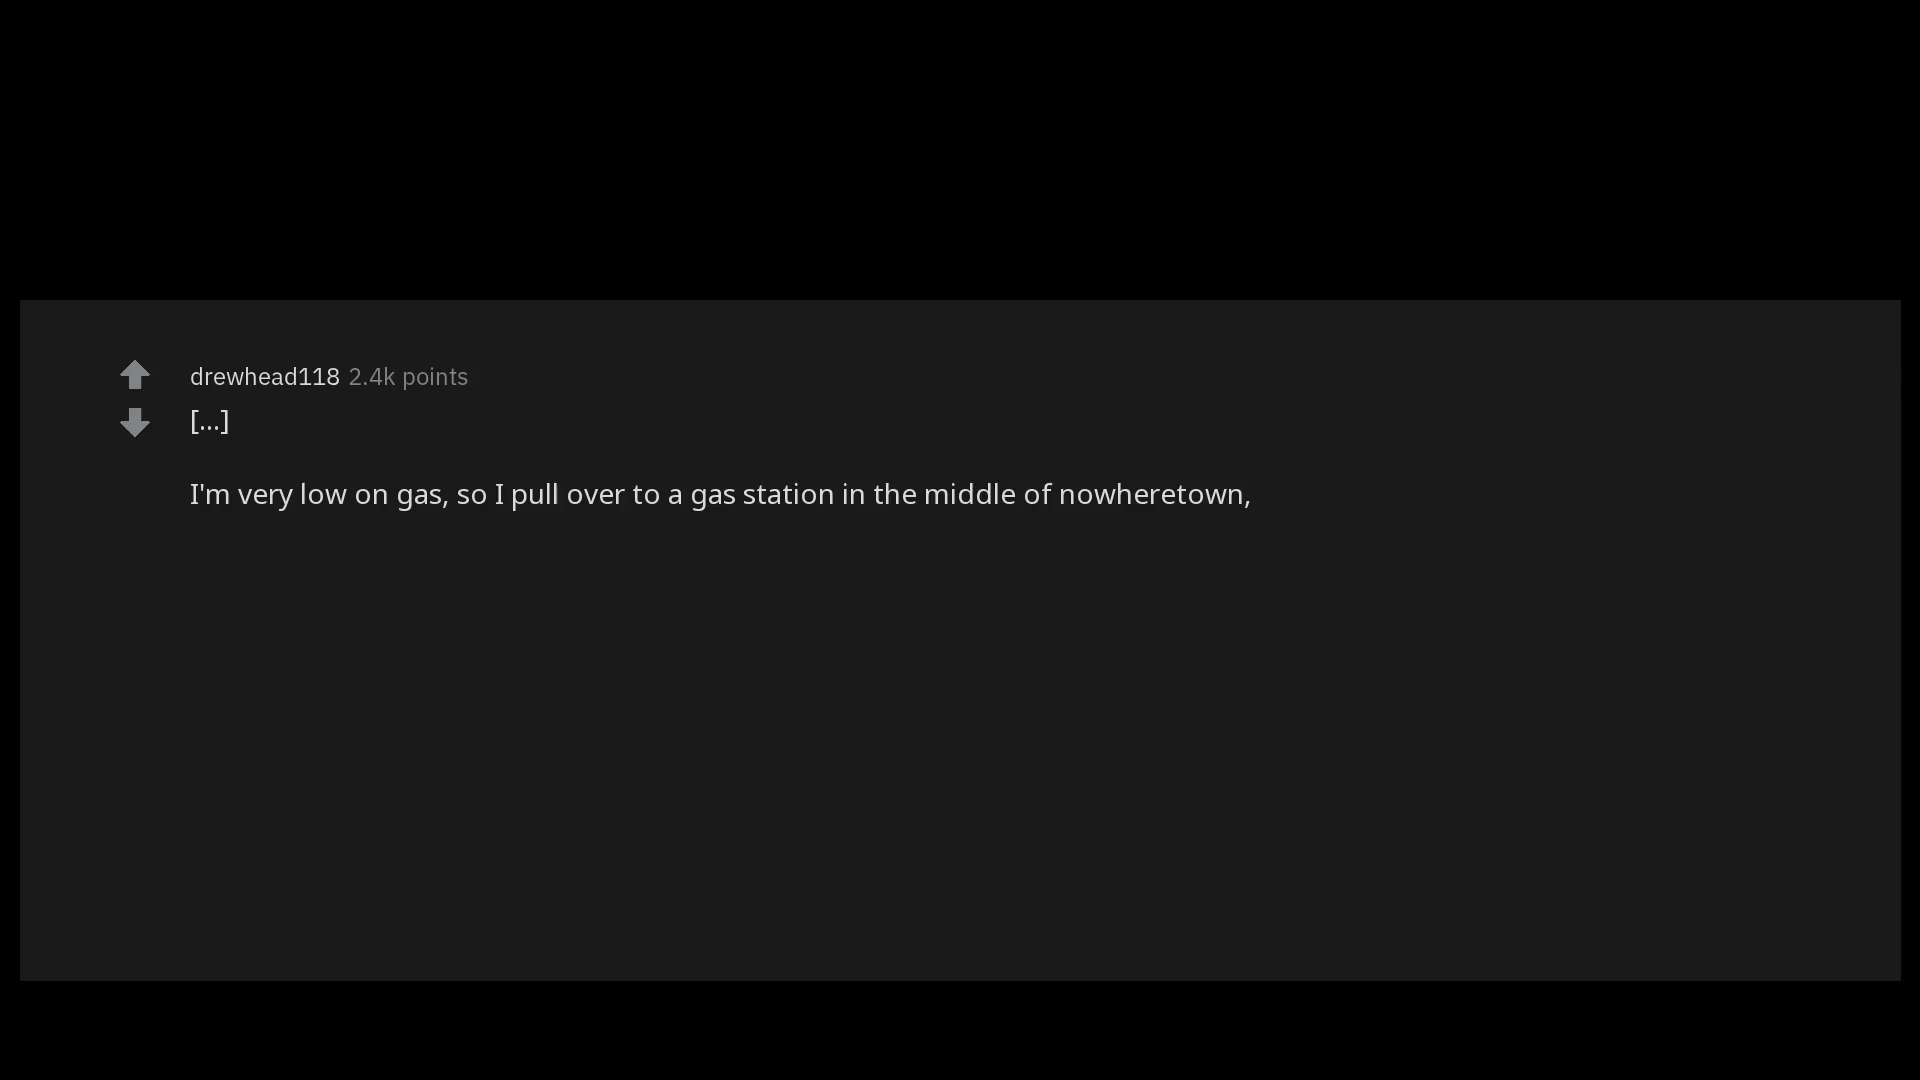 drewhead118 2.4k points
[...]
I'm very low on gas, so I pull over to a gas station in the middle of nowheretown,